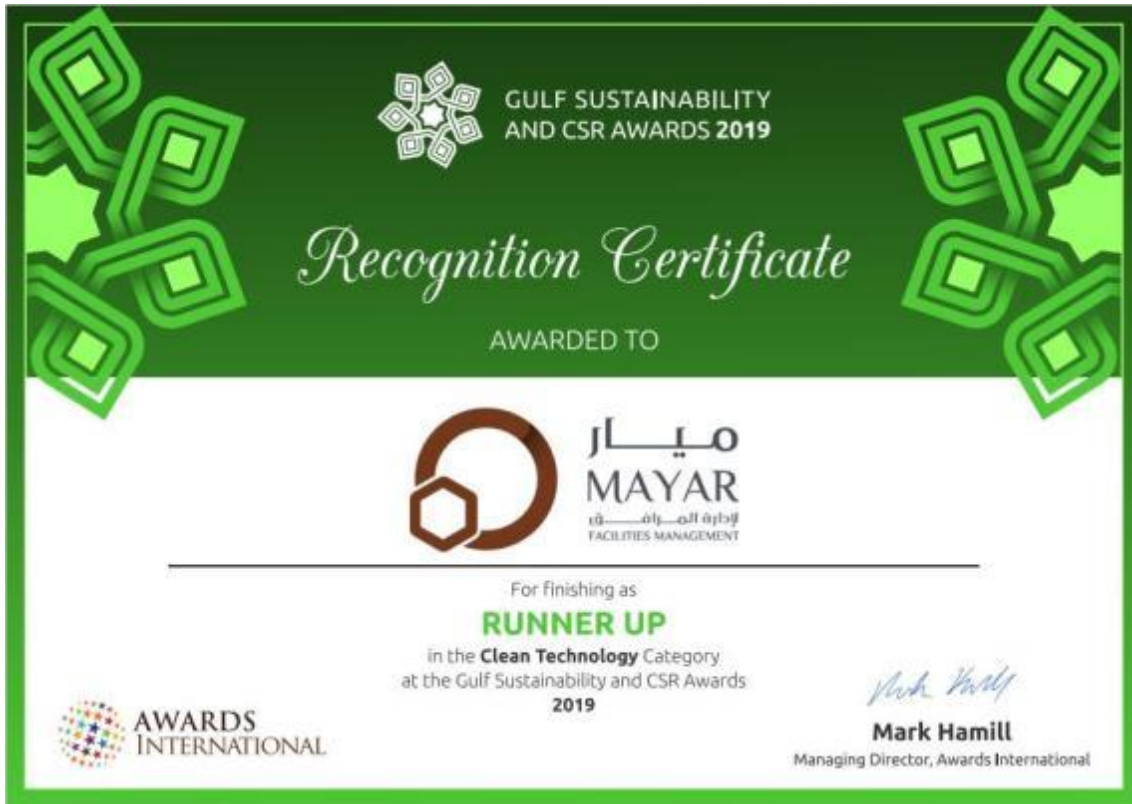 GULF SUSTAINABILITY
AND CSR AWARDS 2019
Recognition Certificate
AWARDED TO
ميار
MAYAR
لإدارة المرافق
FACILITIES MANAGEMENT
For finishing as
RUNNER UP
in the Clean Technology Category
at the Gulf Sustainability and CSR Awards
2019
AWARDS
INTERNATIONAL
Mark Hamill
Managing Director, Awards International